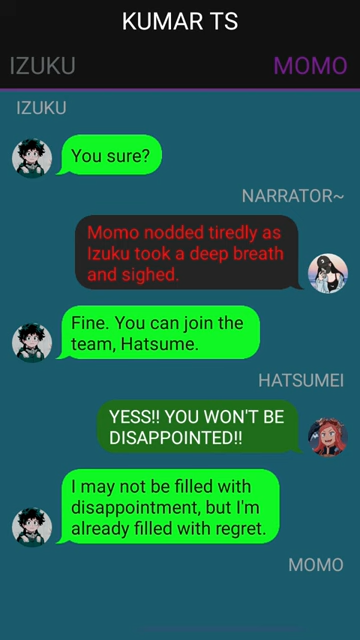 KUMAR TS
IZUKU
MOMO
IZUKU
You sure?
NARRATOR~
Momo nodded tiredly as
Izuku took a deep breath
and sighed.
Fine. You can join the
team, Hatsume.
HATSUMEI
YESS!! YOU WON'T BE
DISAPPOINTED!!
I may not be filled with
disappointment, but I'm
already filled with regret.
MOMO